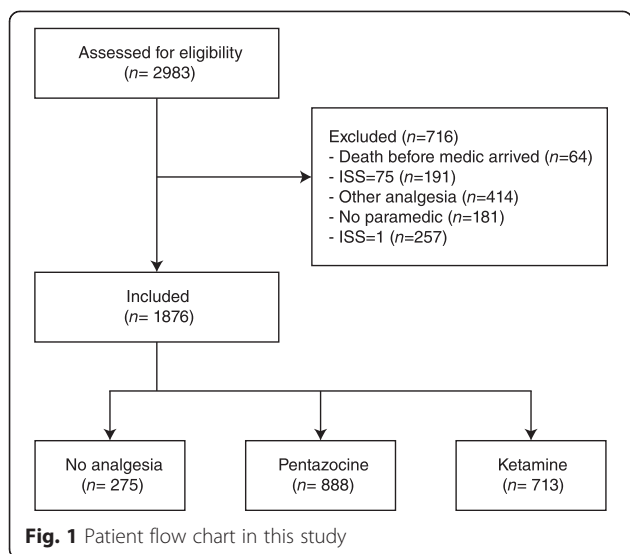 Assessed for eligibility
(n= 2983)
Excluded (n=716)
- Death before medic arrived (n=64)
- ISS=75 (n=191)
- Other analgesia (n=414)
- No paramedic (n=181)
- ISS=1 (n=257)
Included
(n= 1876)
No analgesia
(n= 275)
Pentazocine
(n= 888)
Ketamine
(n= 713)
Fig. 1 Patient flow chart in this study